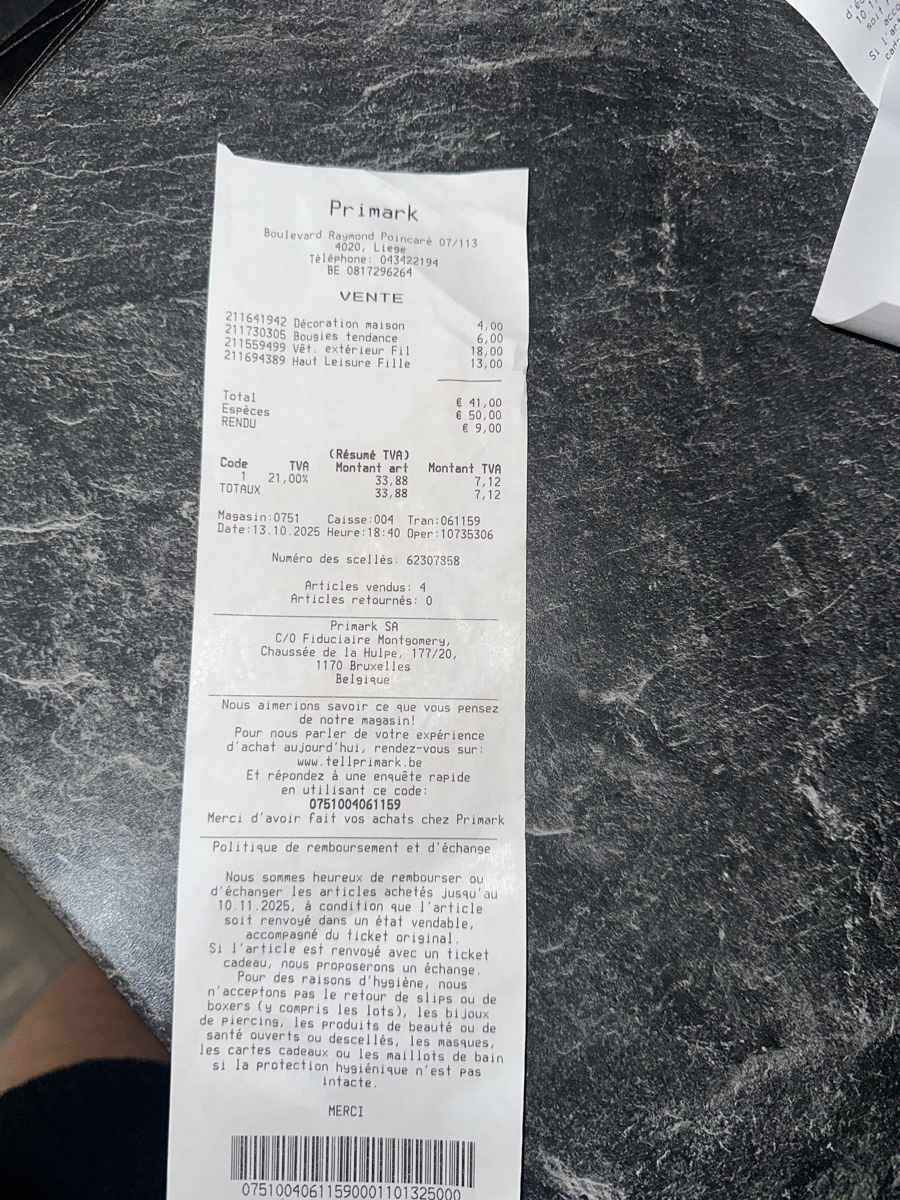 Primark
Boulevard Raymond Poincaré 07/113
4020, Liege
Téléphone: 043422194
BE 0817296264
VENTE
211641942 Décoration maison 4,00
211730305 Bougies tendance 6,00
211559499 Vêt. extérieur Fil 18,00
211694389 Haut Leisure Fille 13,00
Total € 41,00
Espèces € 50,00
RENDU € 9,00
(Résumé TVA)
Code TVA Montant art Montant TVA
1 21,00% 33,88 7,12
TOTAUX 33,88 7,12
Magasin:0751 Caisse:004 Tran:061159
Date:13.10.2025 Heure:18:40 Oper:10735306
Numéro des scellés: 62307358
Articles vendus: 4
Articles retournés: 0
Primark SA
C/O Fiduciaire Montgomery,
Chaussée de la Hulpe, 177/20,
1170 Bruxelles
Belgique
Nous aimerions savoir ce que vous pensez
de notre magasin!
Pour nous parler de votre expérience
d'achat aujourd'hui, rendez-vous sur:
www.tellprimark.be
Et répondez à une enquête rapide
en utilisant ce code:
0751004061159
Merci d'avoir fait vos achats chez Primark
Politique de remboursement et d'échange
Nous sommes heureux de rembourser ou
d'échanger les articles achetés jusqu'au
10.11.2025, à condition que l'article
soit renvoyé dans un état vendable,
accompagné du ticket original.
Si l'article est renvoyé avec un ticket
cadeau, nous proposerons un échange.
Pour des raisons d'hygiène, nous
n'acceptons pas le retour de slips ou de
boxers (y compris les lots), les bijoux
de piercing, les produits de beauté ou de
santé ouverts ou descellés, les masques,
les cartes cadeaux ou les maillots de bain
si la protection hygiénique n'est pas
intacte.
MERCI
07510040611590001101325000